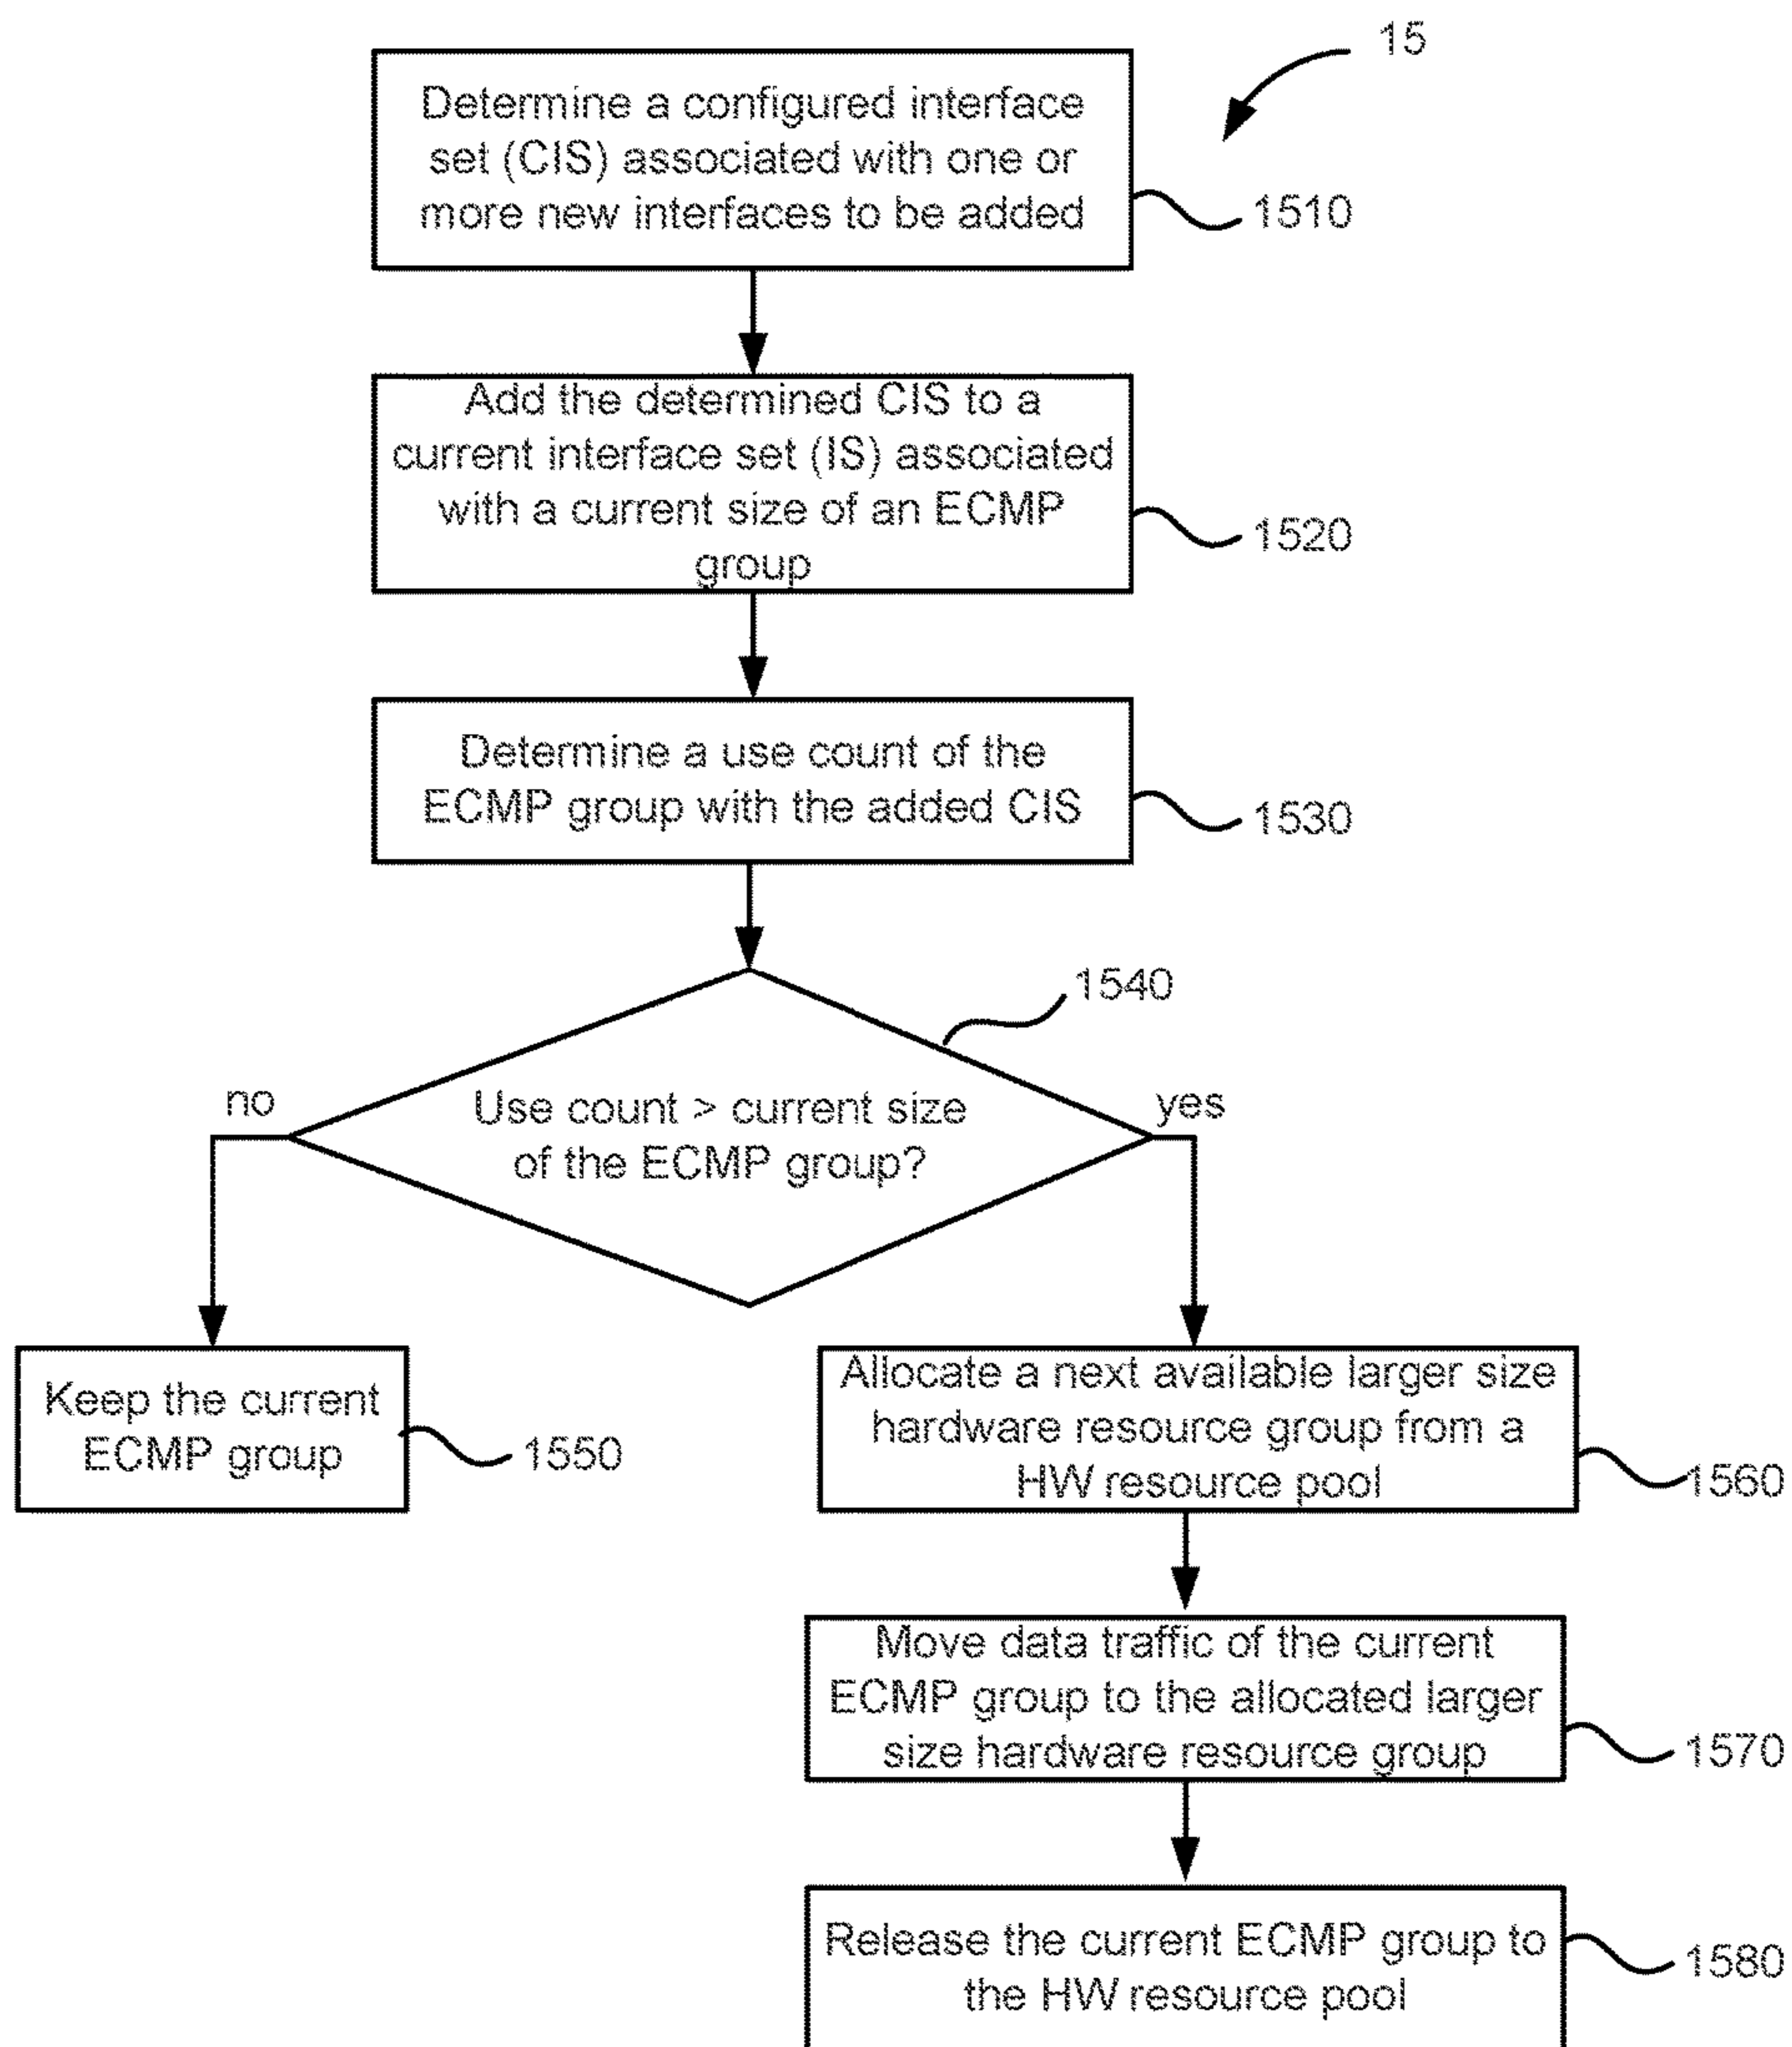 15
Determine a configured interface
set (CIS) associated with one or
more new interfaces to be added
1510
Add the determined CIS to a
current interface set (IS) associated
with a current size of an ECMP
group
1520
Determine a use count of the
ECMP group with the added CIS
1530
1540
Use count > current size
of the ECMP group?
no
yes
Keep the current
ECMP group
1550
Allocate a next available larger size
hardware resource group from a
HW resource pool
1560
Move data traffic of the current
ECMP group to the allocated larger
size hardware resource group
1570
Release the current ECMP group to
the HW resource pool
1580